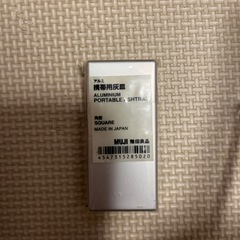 アルミ
携帯用灰皿
ALUMINIUM
PORTABLE ASHTRAY
角型
SQUARE
MADE IN JAPAN
MUJI 無印良品
4547315285020